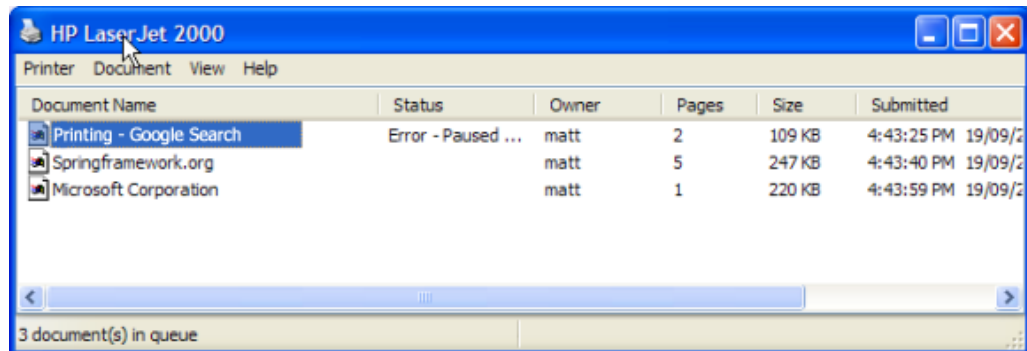 HP LaserJet 2000
Printer Document View Help
Document Name Status Owner Pages Size Submitted
Printing - Google Search Error - Paused ... matt 2 109 KB 4:43:25 PM 19/09/2
Springframework.org matt 5 247 KB 4:43:40 PM 19/09/2
Microsoft Corporation matt 1 220 KB 4:43:59 PM 19/09/2
3 document(s) in queue